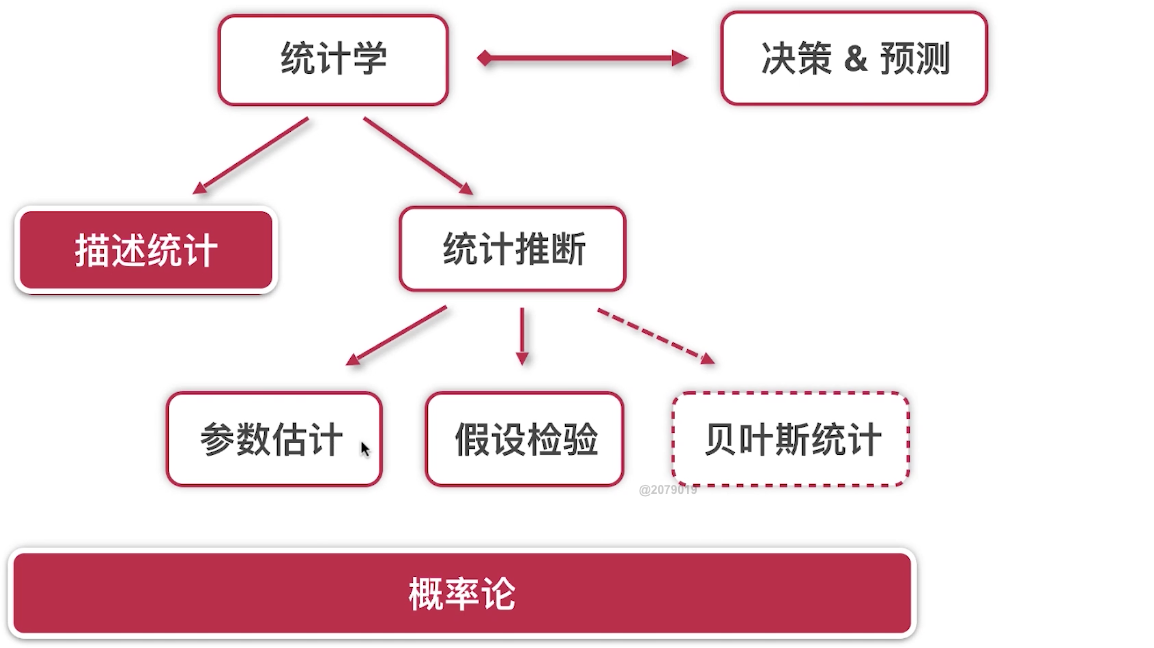 统计学
决策 & 预测
描述统计
统计推断
参数估计
假设检验
贝叶斯统计
@2079019
概率论